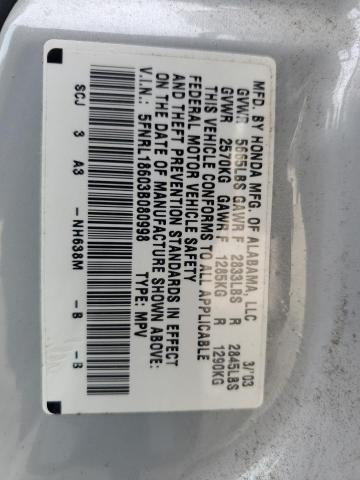 MFD. BY HONDA MFG. OF ALABAMA, LLC 3/'03
GVWR 5665LBS GAWR F 2833LBS R 2845LBS
GVWR 2570KG GAWR F 1285KG R 1290KG
THIS VEHICLE CONFORMS TO ALL APPLICABLE
FEDERAL MOTOR VEHICLE SAFETY
AND THEFT PREVENTION STANDARDS IN EFFECT
ON THE DATE OF MANUFACTURE SHOWN ABOVE:
V.I.N.: 5FNRL18603B080998 TYPE: MPV
SCJ 3 A3 -NH638M -B -B